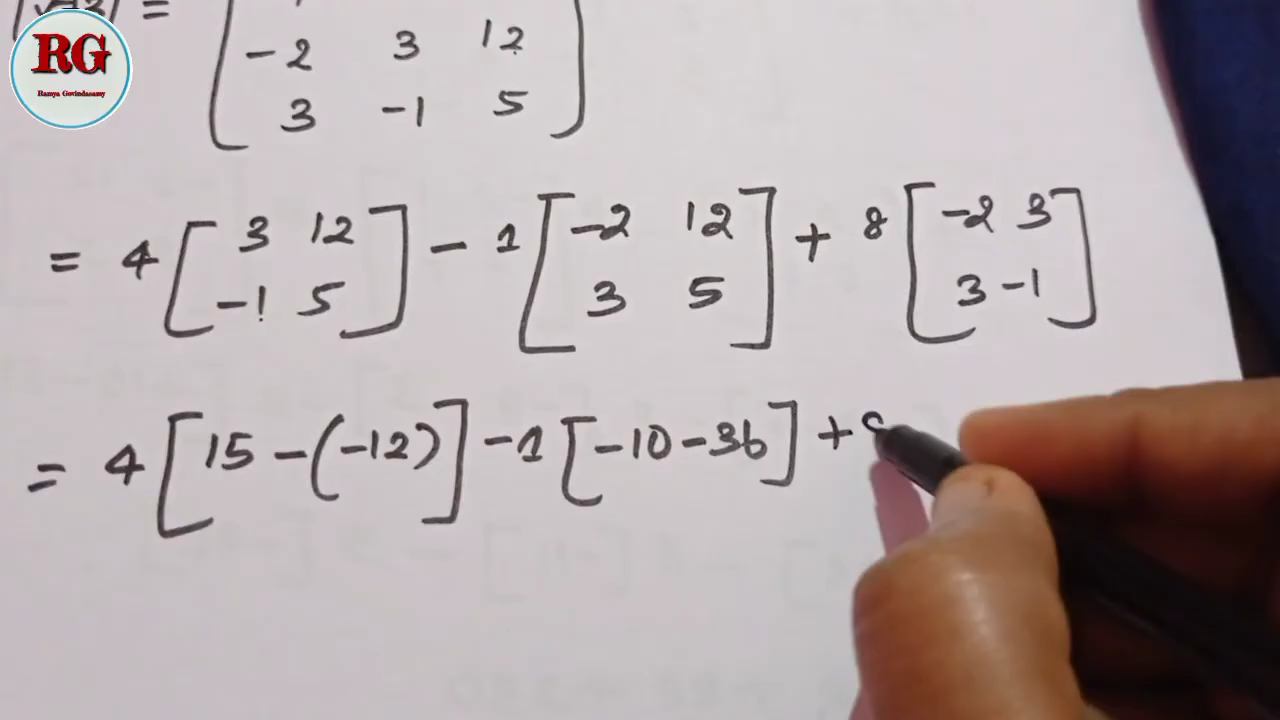 RG
Ramya Govindasamy
=
-2 3 12
3 -1 5
= 4 [ 3 12 -1 5 ] - 1 [ -2 12 3 5 ] + 8 [ -2 3 3 -1 ]
= 4 [ 15 - (-12) ] - 1 [ -10 - 36 ] +